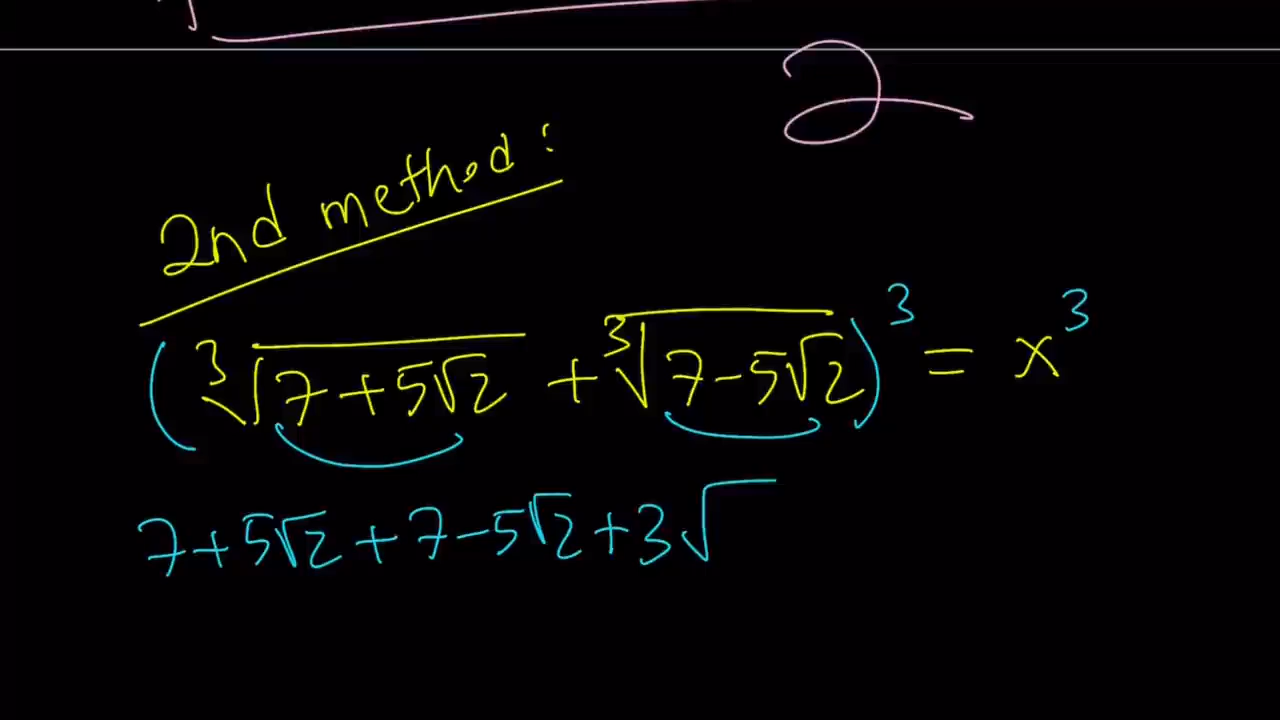 2
2nd method:
(∛(7+5√2) + ∛(7-5√2))³ = x³
7+5√2+7-5√2+3√